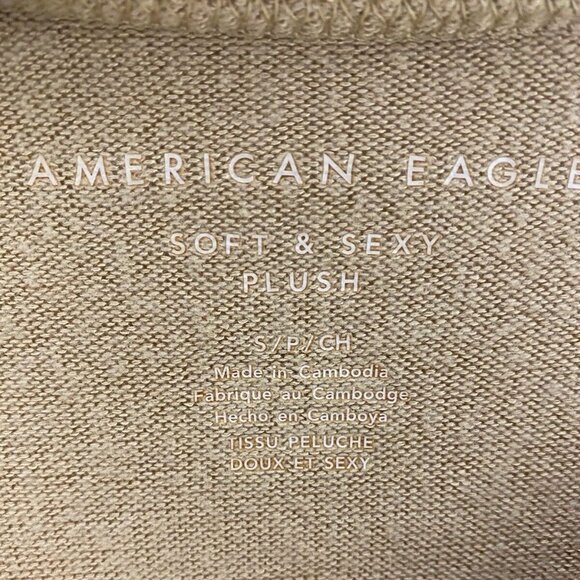 AMERICAN EAGLE
SOFT & SEXY
PLUSH
S/P/CH
Made in Cambodia
Fabrique au Cambodge
Hecho en Camboya
TISSU PELUCHE
DOUX ET SEXY